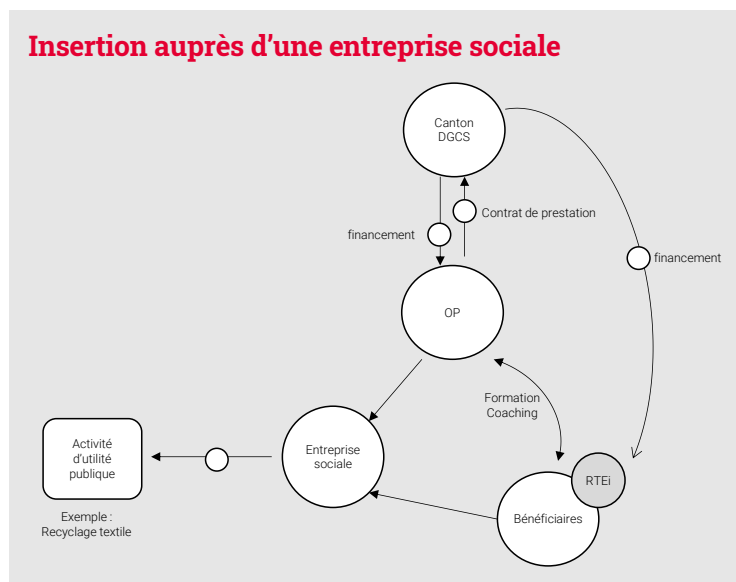 Insertion auprès d’une entreprise sociale
Canton
DGCS
Contrat de prestation
financement
financement
OP
Formation
Coaching
Activité
d’utilité
publique
Entreprise
sociale
RTEi
Bénéficiaires
Exemple :
Recyclage textile